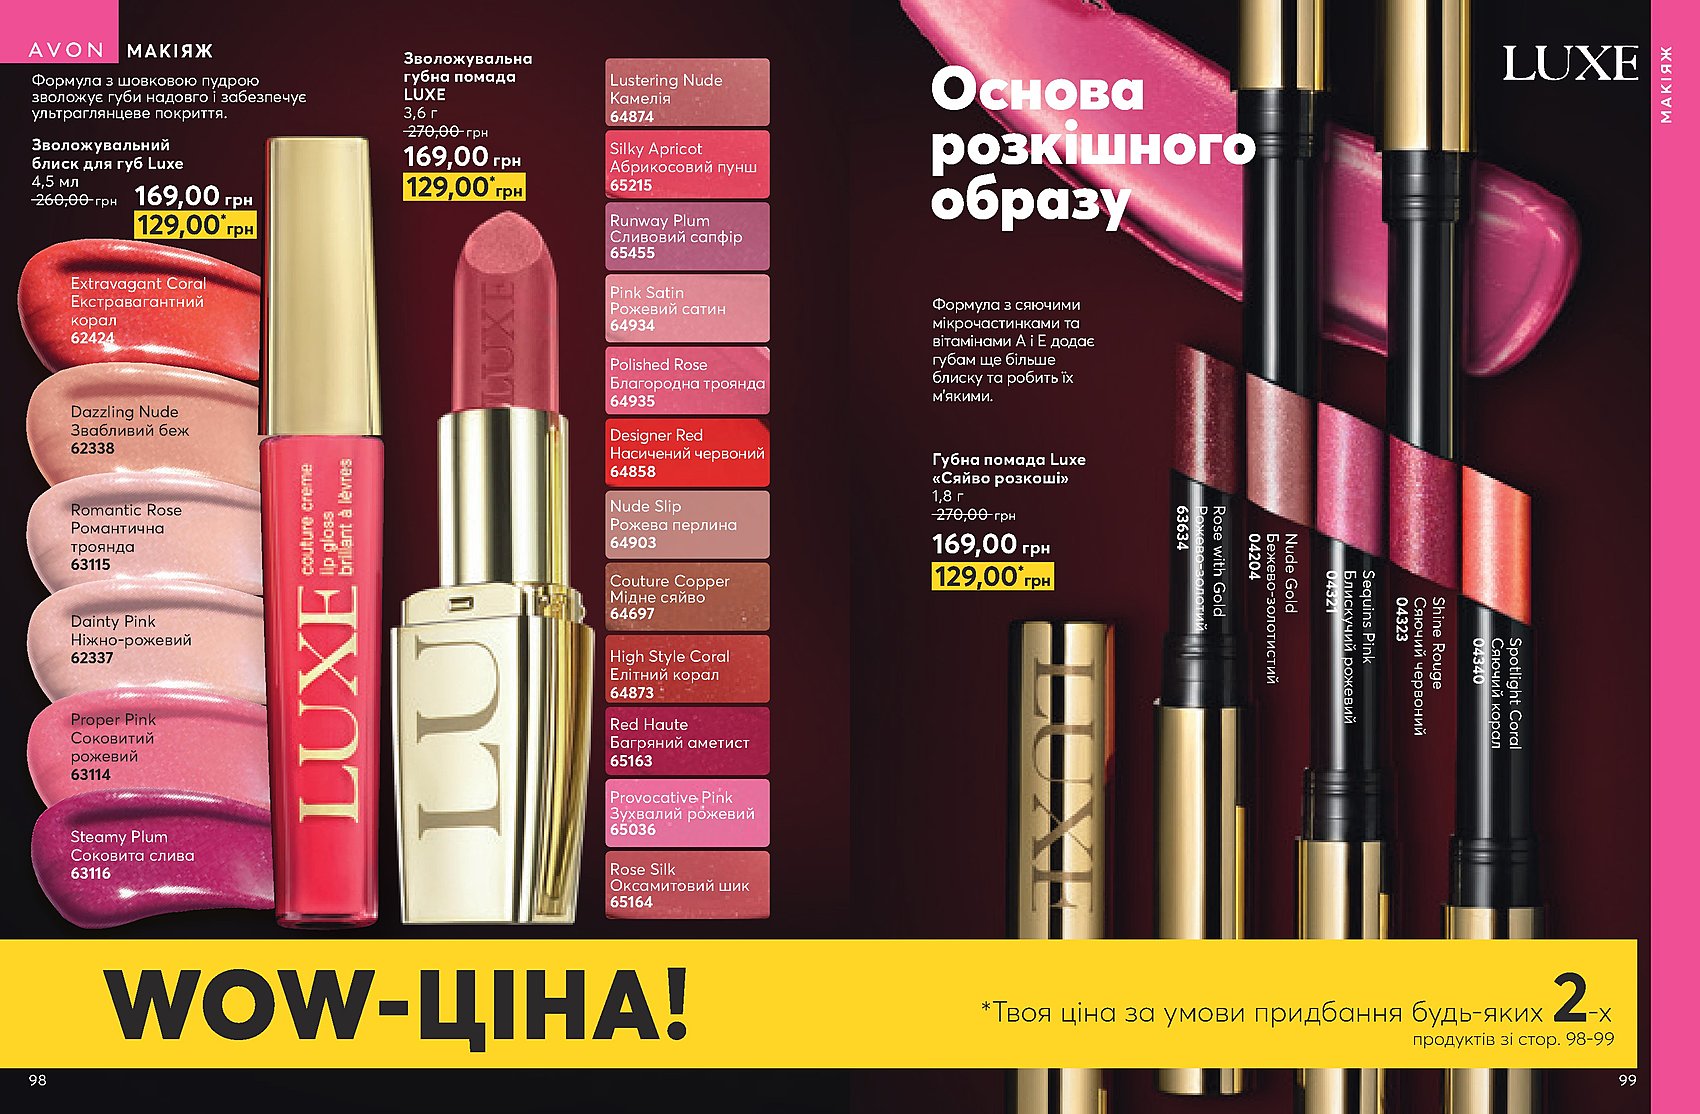 AVON МАКІЯЖ
Формула з шовковою пудрою
зволожує губи надовго і забезпечує
ультраглянцеве покриття.
Зволожувальний
блиск для губ Luxe
4,5 мл
260,00 грн 169,00 грн
129,00* грн
Extravagant Coral
Екстравагантний
корал
62424
Dazzling Nude
Звабливий беж
62338
Romantic Rose
Романтична
троянда
63115
Dainty Pink
Ніжно-рожевий
62337
Proper Pink
Соковитий
рожевий
63114
Steamy Plum
Соковита слива
63116
LUXE
couture creme
lip gloss
brillant à lèvres
Зволожувальна
губна помада
LUXE
3,6 г
270,00 грн
169,00 грн
129,00* грн
LUXE
LU
Lustering Nude
Камелія
64874
Silky Apricot
Абрикосовий пунш
65215
Runway Plum
Сливовий сапфір
65455
Pink Satin
Рожевий сатин
64934
Polished Rose
Благородна троянда
64935
Designer Red
Насичений червоний
64858
Nude Slip
Рожева перлина
64903
Couture Copper
Мідне сяйво
64697
High Style Coral
Елітний корал
64873
Red Haute
Багряний аметист
65163
Provocative Pink
Зухвалий рожевий
65036
Rose Silk
Оксамитовий шик
65164
Основа
розкішного
образу
LUXE
МАКІЯЖ
Формула з сяючими
мікрочастинками та
вітамінами А і Е додає
губам ще більше
блиску та робить їх
м'якими.
Губна помада Luxe
«Сяйво розкоші»
1,8 г
270,00 грн
169,00 грн
129,00* грн
Rose with Gold
Рожево-золотий
63634
Nude Gold
Бежево-золотистий
04204
Sequins Pink
Блискучий рожевий
04321
Shine Rouge
Сяючий червоний
04323
Spotlight Coral
Сяючий корал
04340
LUXE
WOW-ЦІНА!
*Твоя ціна за умови придбання будь-яких 2-х
продуктів зі стор. 98-99
98
99